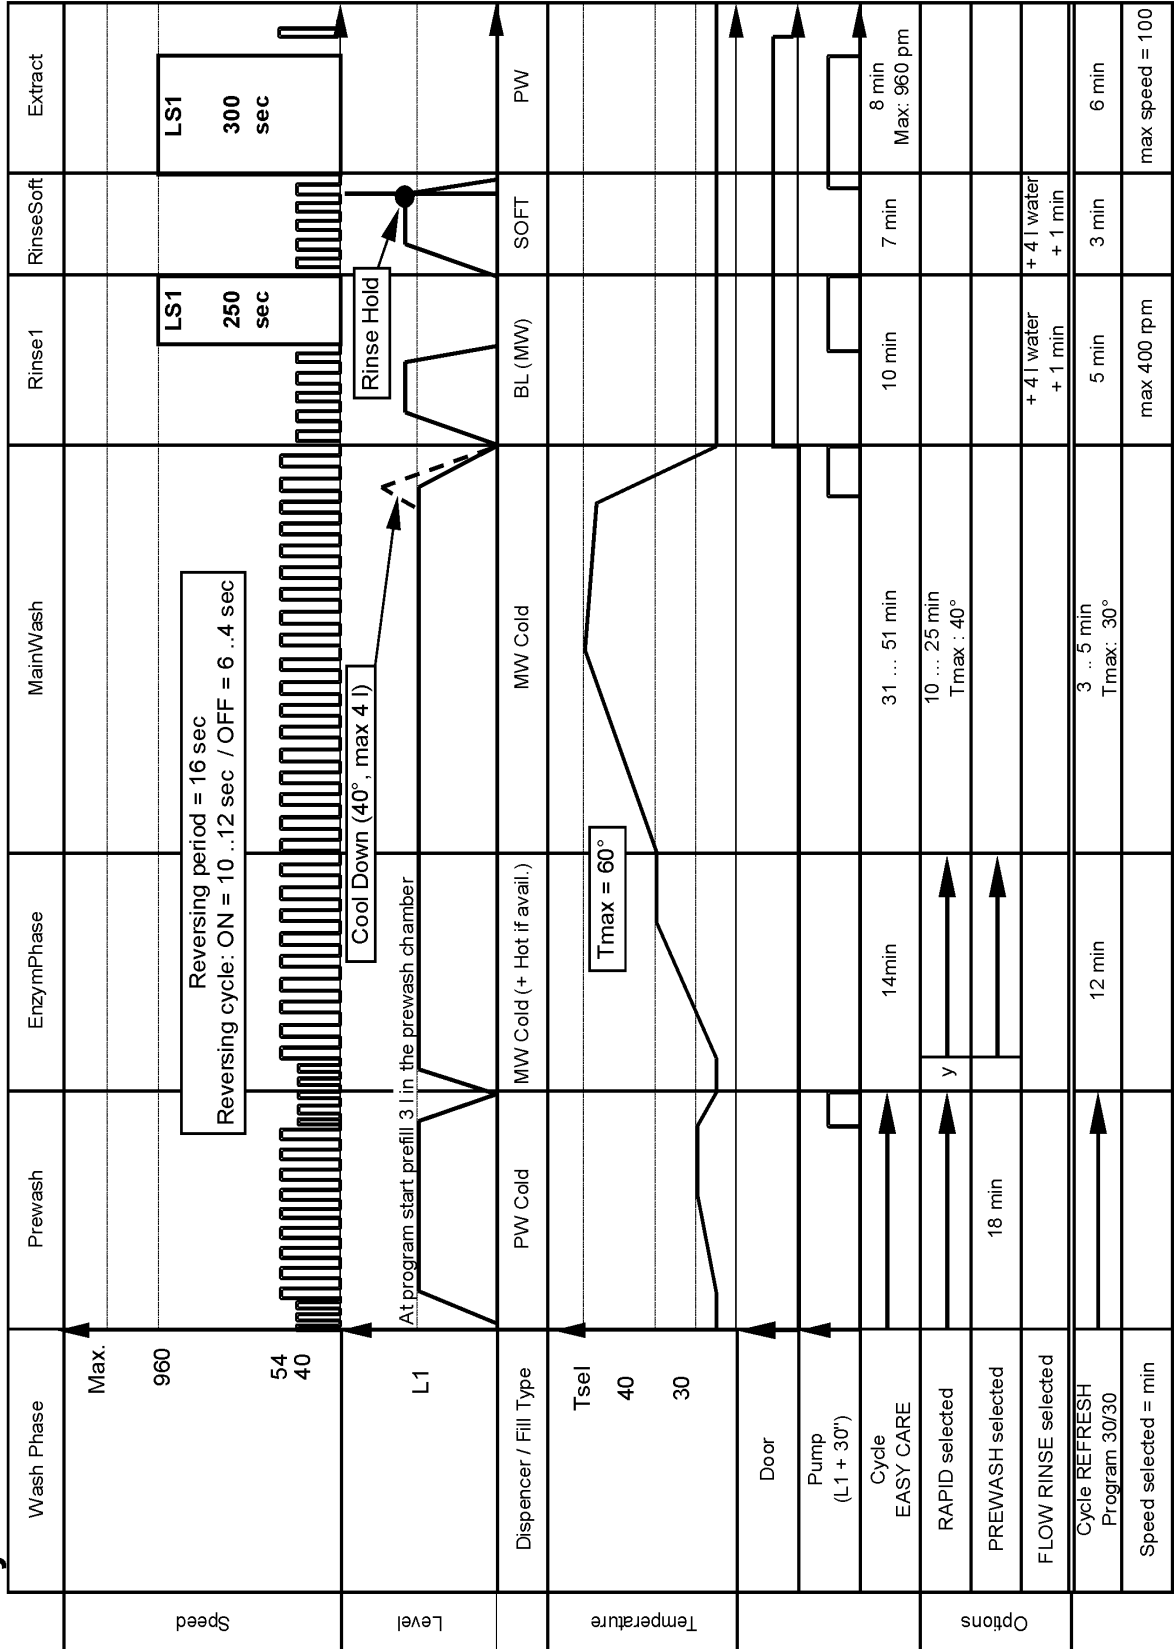 Wash Phase
Prewash
EnzymPhase
MainWash
Rinse1
RinseSoft
Extract
Speed
Max.
960
54
40
Reversing period = 16 sec
Reversing cycle: ON = 10 ..12 sec / OFF = 6 ..4 sec
LS1
250
sec
LS1
300
sec
Level
L1
At program start prefill 3 l in the prewash chamber
Cool Down (40°, max 4 l)
Rinse Hold
Dispencer / Fill Type
PW Cold
MW Cold (+ Hot if avail.)
MW Cold
BL (MW)
SOFT
PW
Temperature
Tsel
40
30
Tmax = 60°
Door
Pump
(L1 + 30")
Cycle
EASY CARE
14min
31 ... 51 min
10 min
7 min
8 min
Max: 960 pm
Options
RAPID selected
y
10 ... 25 min
Tmax : 40°
PREWASH selected
18 min
FLOW RINSE selected
+ 4 l water
+ 1 min
+ 4 l water
+ 1 min
Cycle REFRESH
Program 30/30
12 min
3 .. 5 min
Tmax: 30°
5 min
3 min
6 min
Speed selected = min
max 400 rpm
max speed = 100